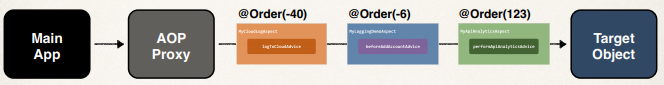 Main
App
AOP
Proxy
@Order(-40)
MyCloudLogAspect
logToCloudAdvice
@Order(-6)
MyLoggingDemoAspect
beforeAddAccountAdvice
@Order(123)
MyApiAnalyticsAspect
performApiAnalyticsAdvice
Target
Object